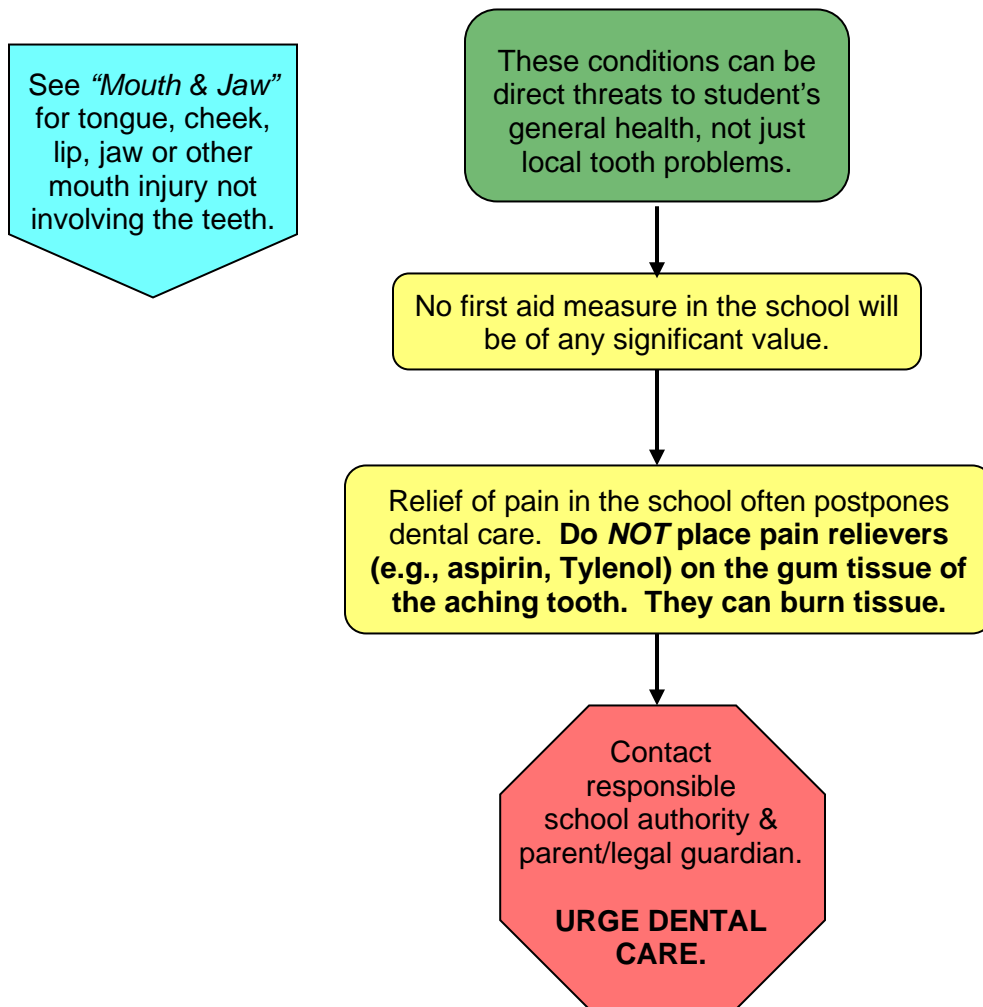 See “Mouth & Jaw”
for tongue, cheek,
lip, jaw or other
mouth injury not
involving the teeth.
These conditions can be
direct threats to student’s
general health, not just
local tooth problems.
No first aid measure in the school will
be of any significant value.
Relief of pain in the school often postpones
dental care.  Do NOT place pain relievers
(e.g., aspirin, Tylenol) on the gum tissue of
the aching tooth.  They can burn tissue.
Contact
responsible
school authority &
parent/legal guardian.
URGE DENTAL
CARE.